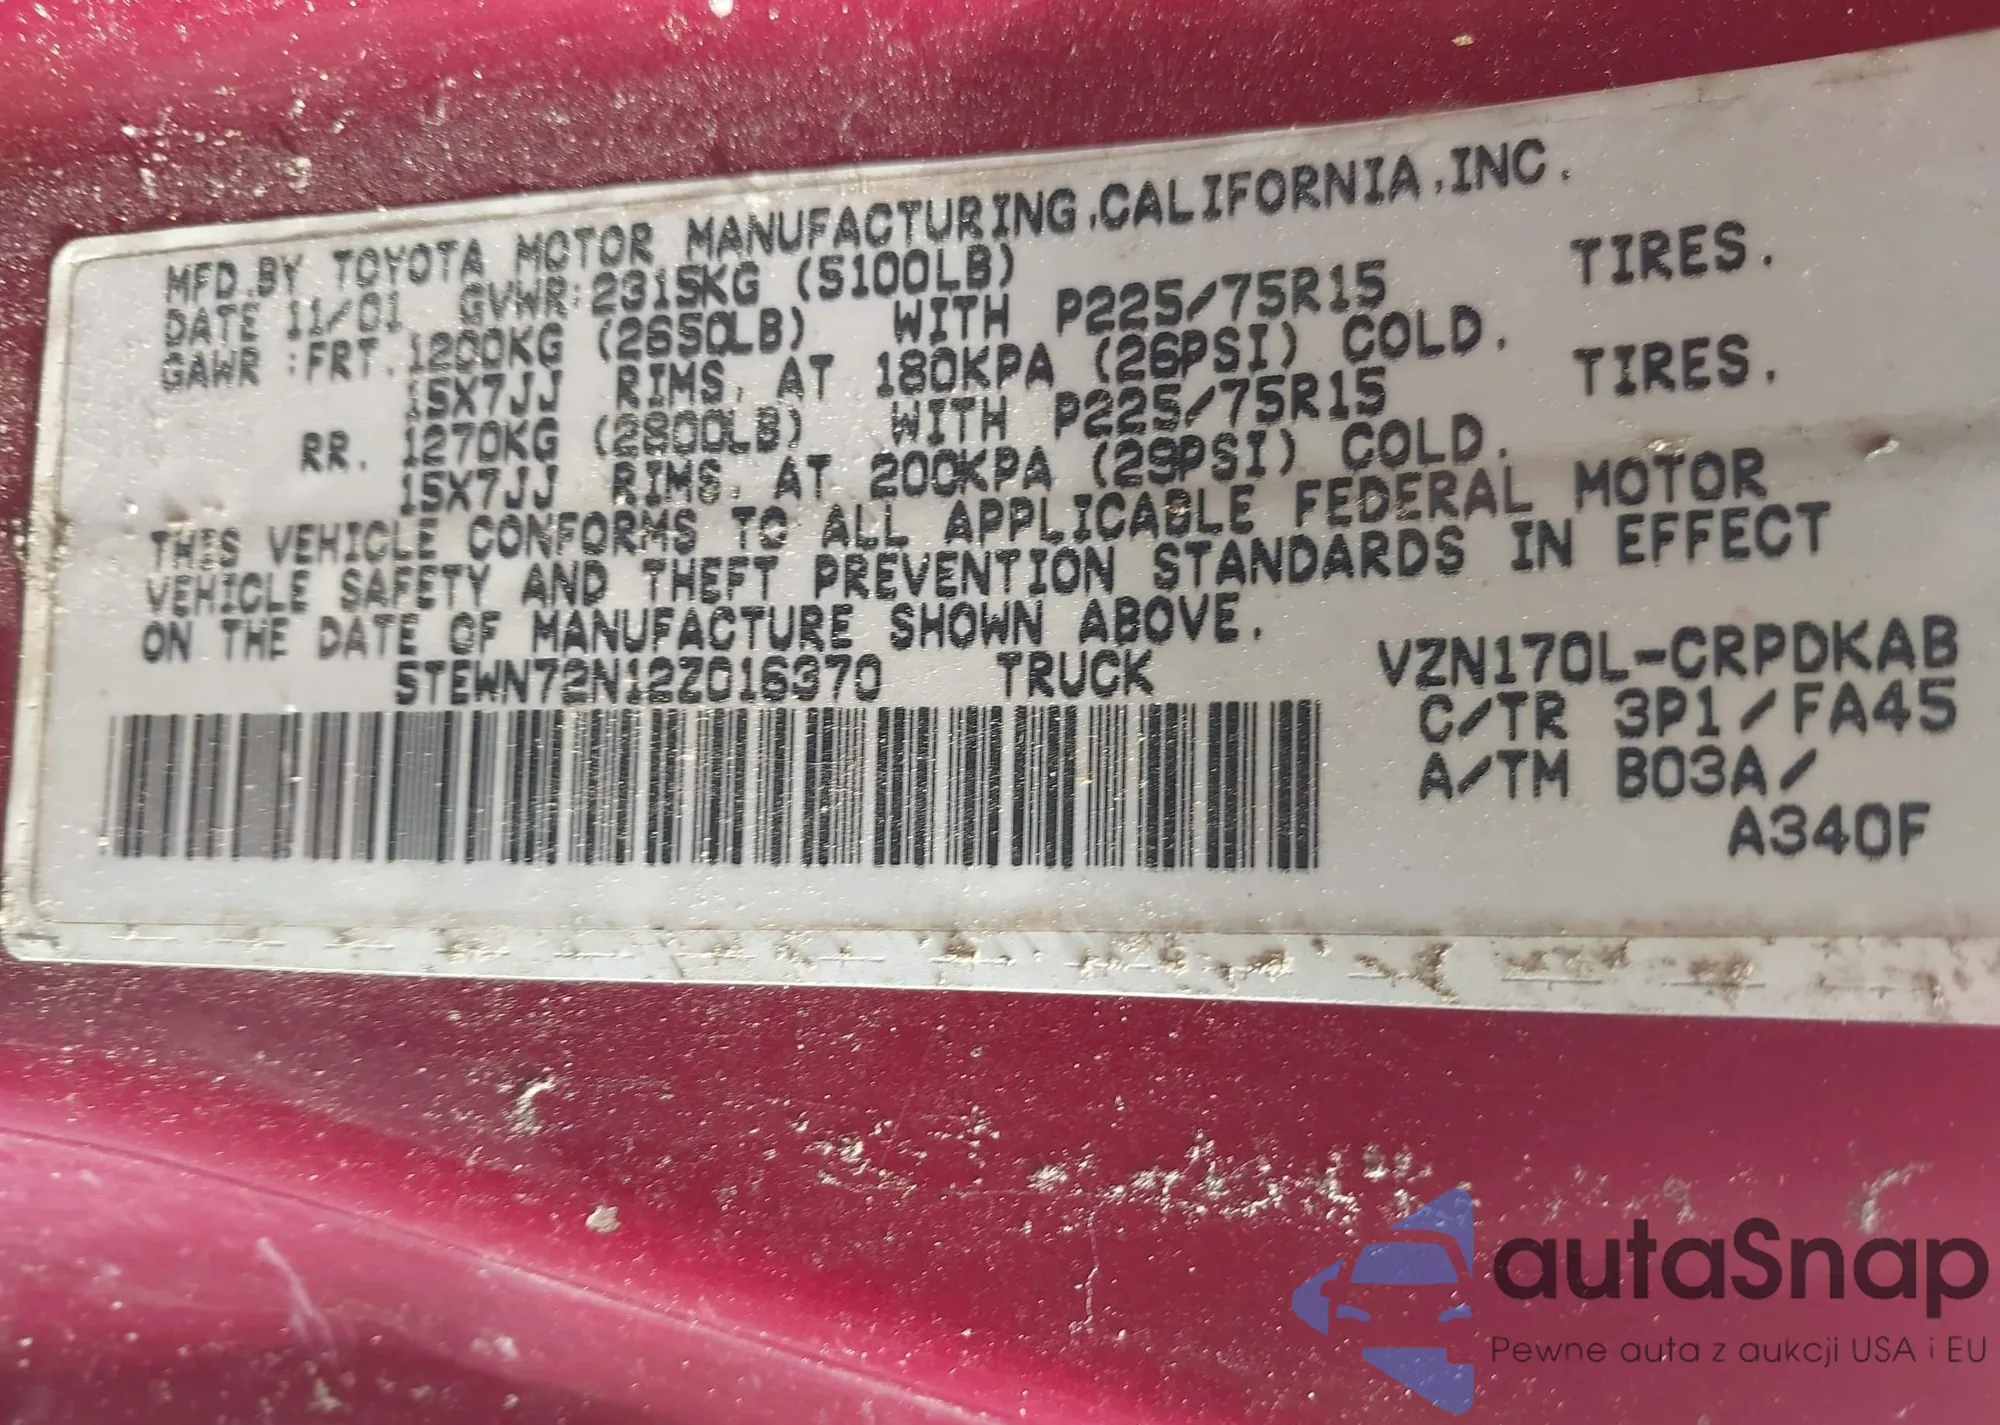 MFD.BY TOYOTA MOTOR MANUFACTURING,CALIFORNIA,INC.
DATE 11/01 GVWR:2315KG (5100LB)
GAWR :FRT.1200KG (2650LB) WITH P225/75R15 TIRES.
15X7JJ RIMS, AT 180KPA (26PSI) COLD.
RR. 1270KG (2800LB) WITH P225/75R15 TIRES.
15X7JJ RIMS, AT 200KPA (29PSI) COLD.
THIS VEHICLE CONFORMS TO ALL APPLICABLE FEDERAL MOTOR
VEHICLE SAFETY AND THEFT PREVENTION STANDARDS IN EFFECT
ON THE DATE OF MANUFACTURE SHOWN ABOVE.
5TEWN72N12Z016370 TRUCK VZN170L-CRPDKAB
C/TR 3P1/FA45
A/TM B03A/
A340F
autaSnap
Pewne auta z aukcji USA i EU